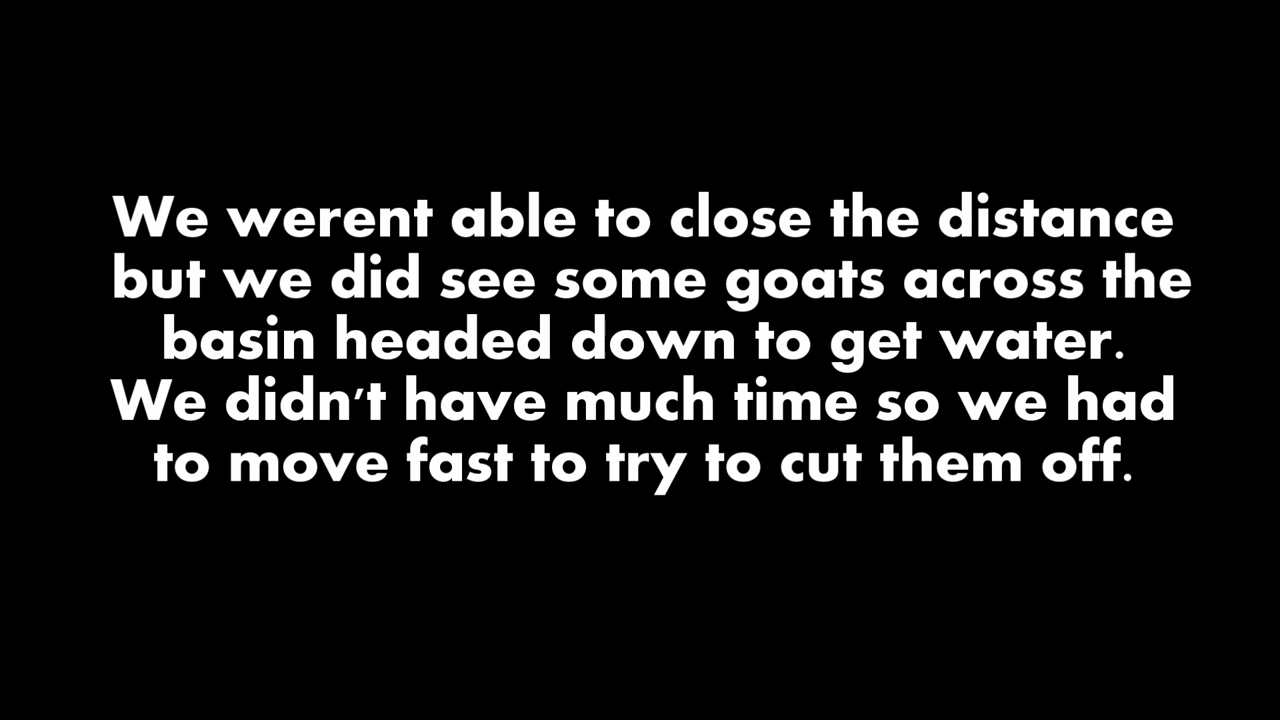 We werent able to close the distance
but we did see some goats across the
basin headed down to get water.
We didn't have much time so we had
to move fast to try to cut them off.